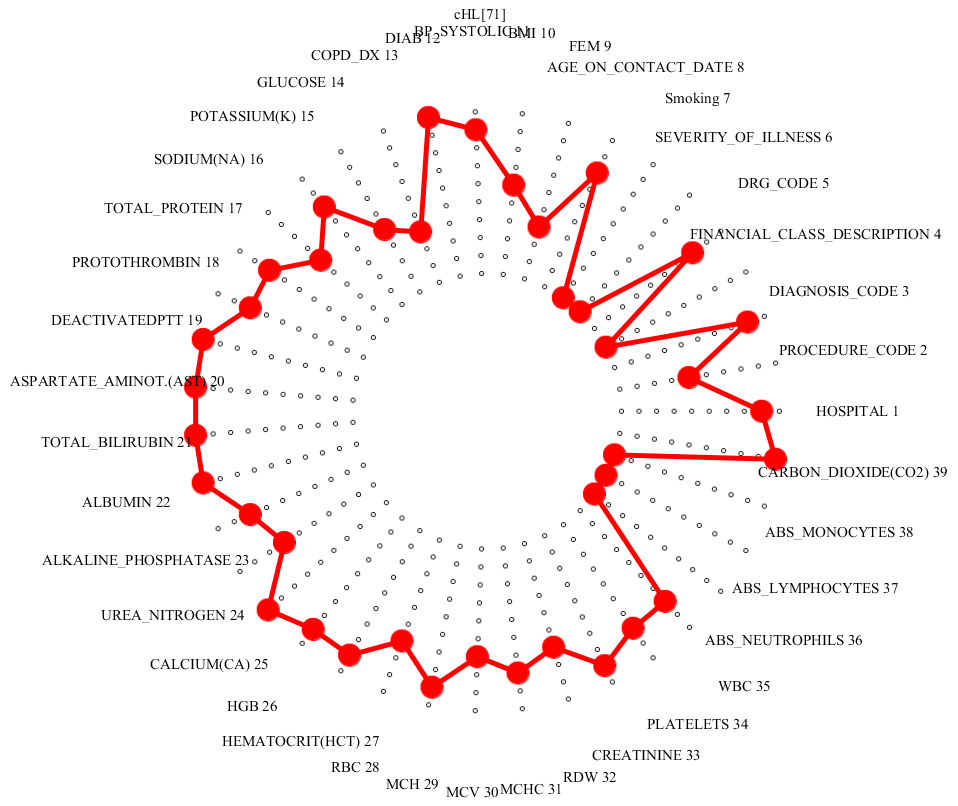 cHL[71]
BP_SYSTOLIC 11
BMI 10
DIAB 12
FEM 9
COPD_DX 13
AGE_ON_CONTACT_DATE 8
GLUCOSE 14
Smoking 7
POTASSIUM(K) 15
SEVERITY_OF_ILLNESS 6
SODIUM(NA) 16
DRG_CODE 5
TOTAL_PROTEIN 17
FINANCIAL_CLASS_DESCRIPTION 4
PROTOTHROMBIN 18
DIAGNOSIS_CODE 3
DEACTIVATEDPTT 19
PROCEDURE_CODE 2
ASPARTATE_AMINOT.(AST) 20
HOSPITAL 1
TOTAL_BILIRUBIN 21
CARBON_DIOXIDE(CO2) 39
ALBUMIN 22
ABS_MONOCYTES 38
ALKALINE_PHOSPHATASE 23
ABS_LYMPHOCYTES 37
UREA_NITROGEN 24
ABS_NEUTROPHILS 36
CALCIUM(CA) 25
WBC 35
HGB 26
PLATELETS 34
HEMATOCRIT(HCT) 27
CREATININE 33
RBC 28
RDW 32
MCH 29
MCV 30
MCHC 31